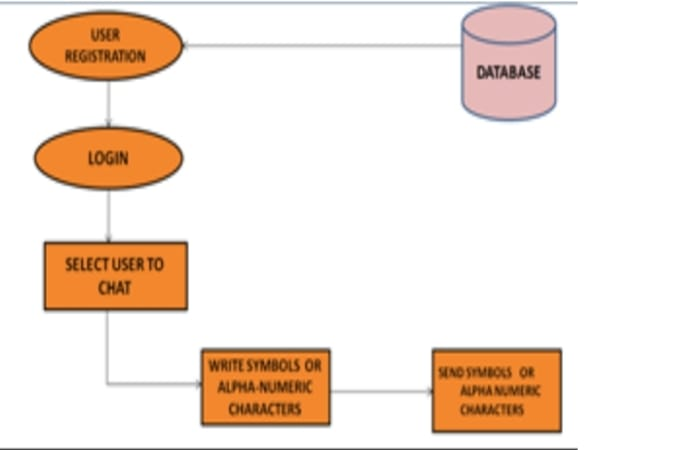 USER
REGISTRATION
DATABASE
LOGIN
SELECT USER TO
CHAT
WRITE SYMBOLS OR
ALPHA-NUMERIC
CHARACTERS
SEND SYMBOLS OR
ALPHA NUMERIC
CHARACTERS